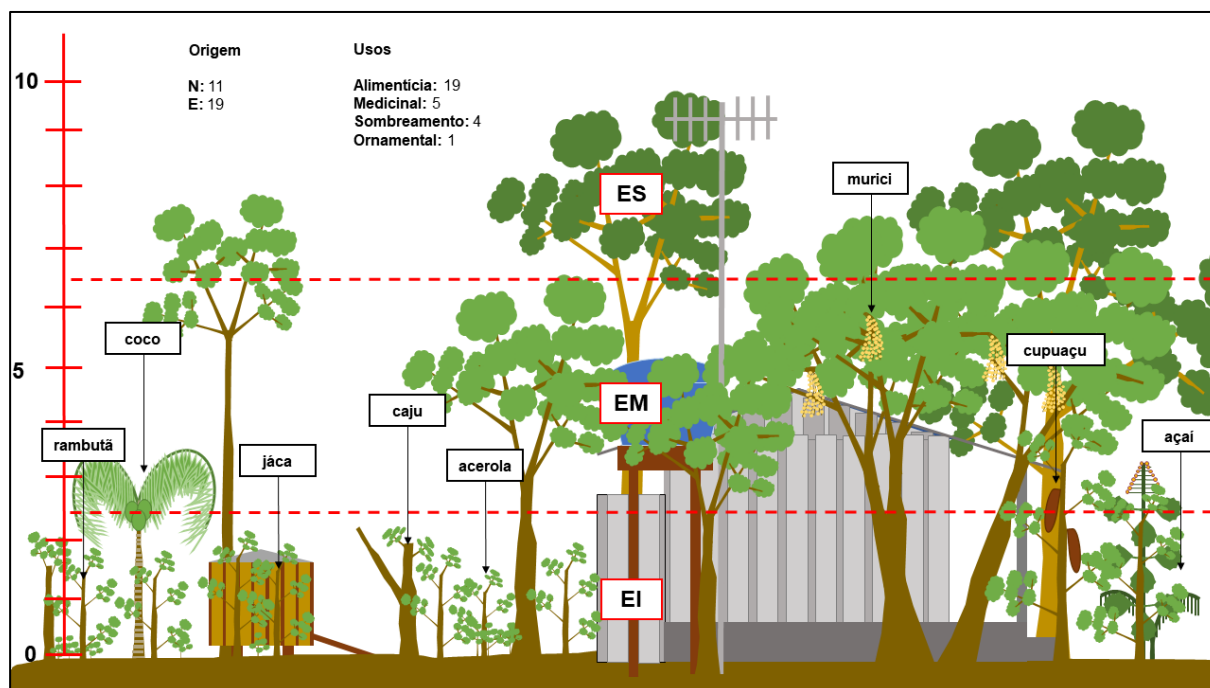 Origem
N: 11
E: 19
Usos
Alimentícia: 19
Medicinal: 5
Sombreamento: 4
Ornamental: 1
10
5
0
ES
EM
EI
murici
coco
cupuaçu
caju
açaí
rambutã
jáca
acerola